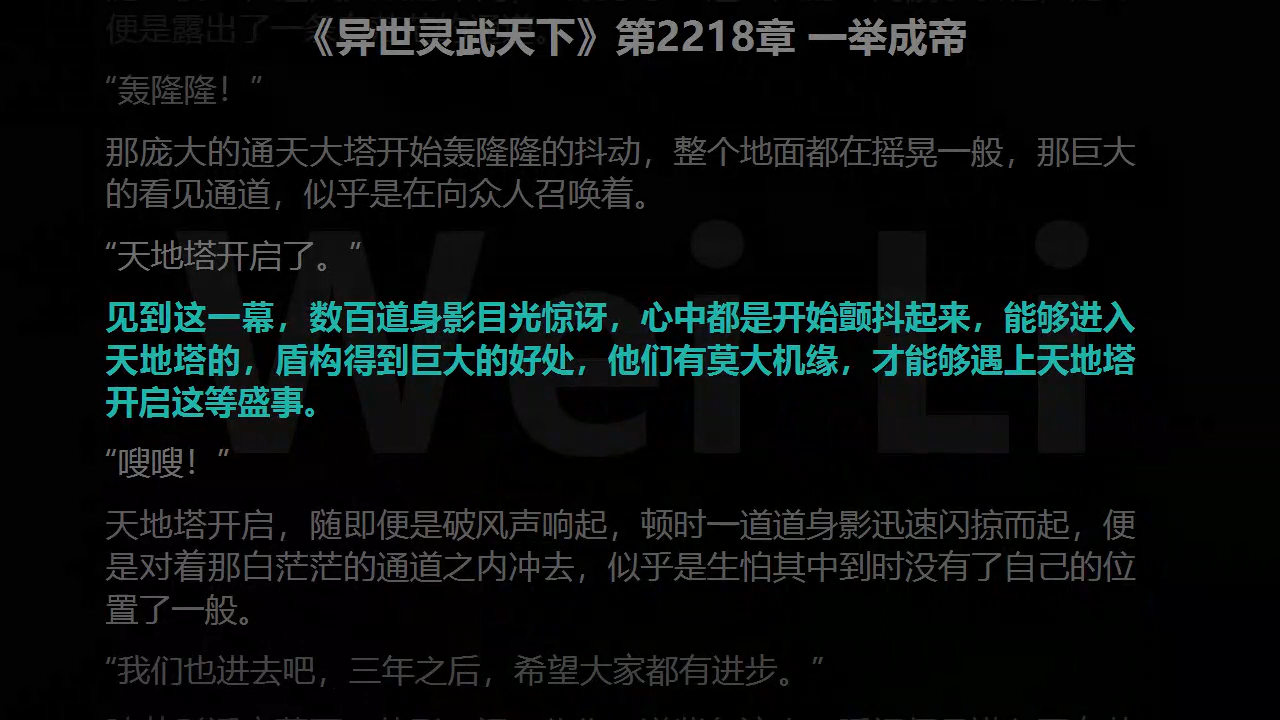 便是露出了一条
《异世灵武天下》第2218章 一举成帝
“轰隆隆！”
那庞大的通天大塔开始轰隆隆的抖动，整个地面都在摇晃一般，那巨大
的看见通道，似乎是在向众人召唤着。
“天地塔开启了。”
见到这一幕，数百道身影目光惊讶，心中都是开始颤抖起来，能够进入
天地塔的，盾构得到巨大的好处，他们有莫大机缘，才能够遇上天地塔
开启这等盛事。
“嗖嗖！”
天地塔开启，随即便是破风声响起，顿时一道道身影迅速闪掠而起，便
是对着那白茫茫的通道之内冲去，似乎是生怕其中到时没有了自己的位
置了一般。
“我们也进去吧，三年之后，希望大家都有进步。”
Wei Li